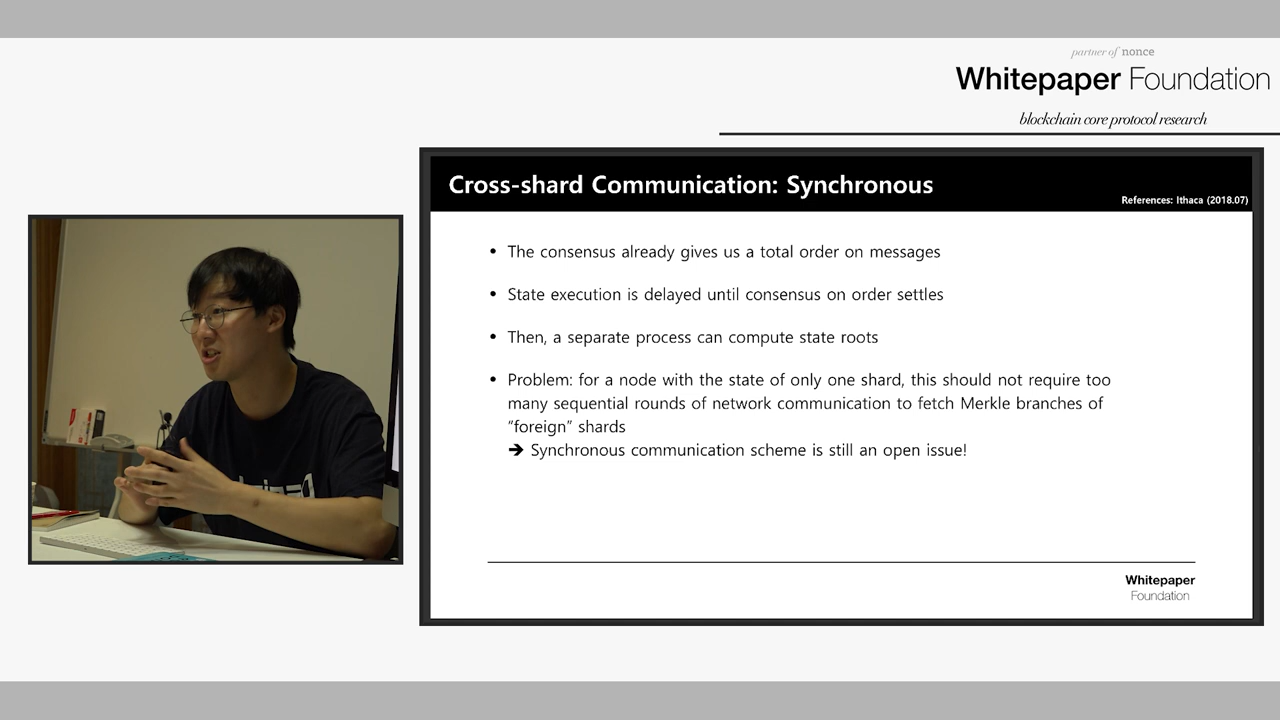 partner of nonce
Whitepaper Foundation
blockchain core protocol research
Cross-shard Communication: Synchronous
References: Ithaca (2018.07)
• The consensus already gives us a total order on messages
• State execution is delayed until consensus on order settles
• Then, a separate process can compute state roots
• Problem: for a node with the state of only one shard, this should not require too
many sequential rounds of network communication to fetch Merkle branches of
“foreign” shards
➔ Synchronous communication scheme is still an open issue!
Whitepaper
Foundation